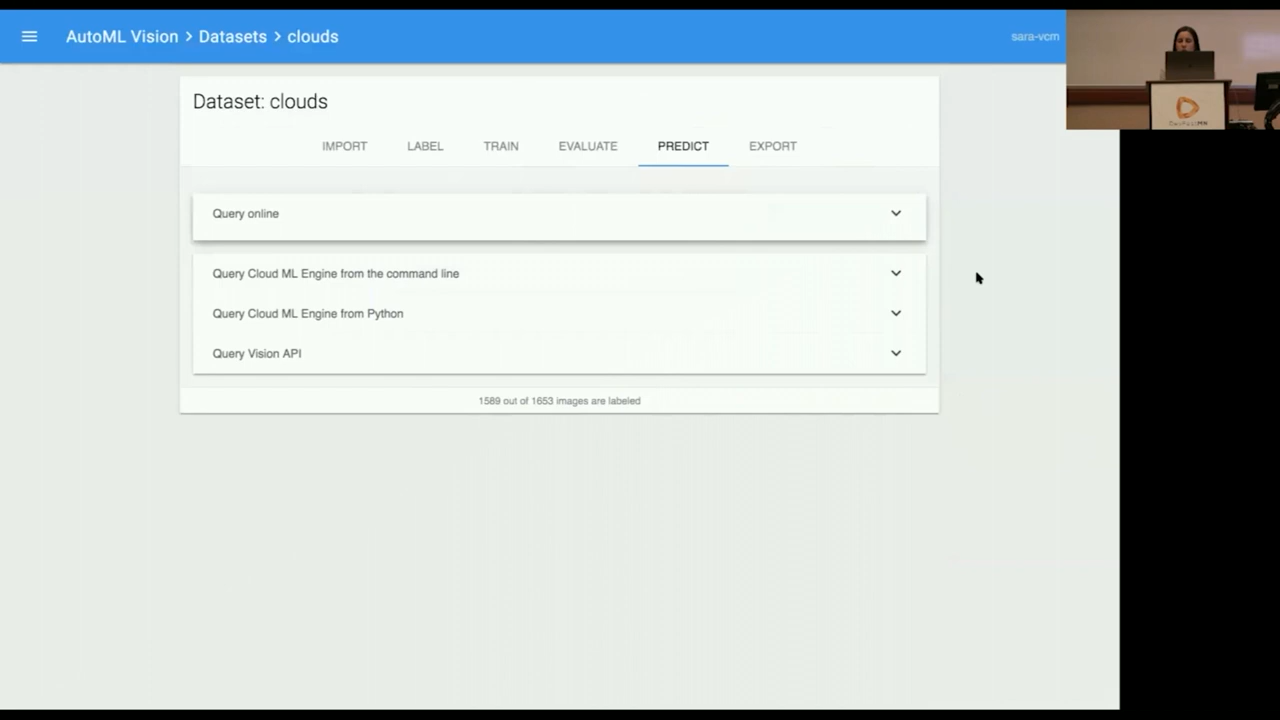 AutoML Vision > Datasets > clouds
sara-vcm
Dataset: clouds
IMPORT LABEL TRAIN EVALUATE PREDICT EXPORT
Query online
Query Cloud ML Engine from the command line
Query Cloud ML Engine from Python
Query Vision API
1589 out of 1653 images are labeled